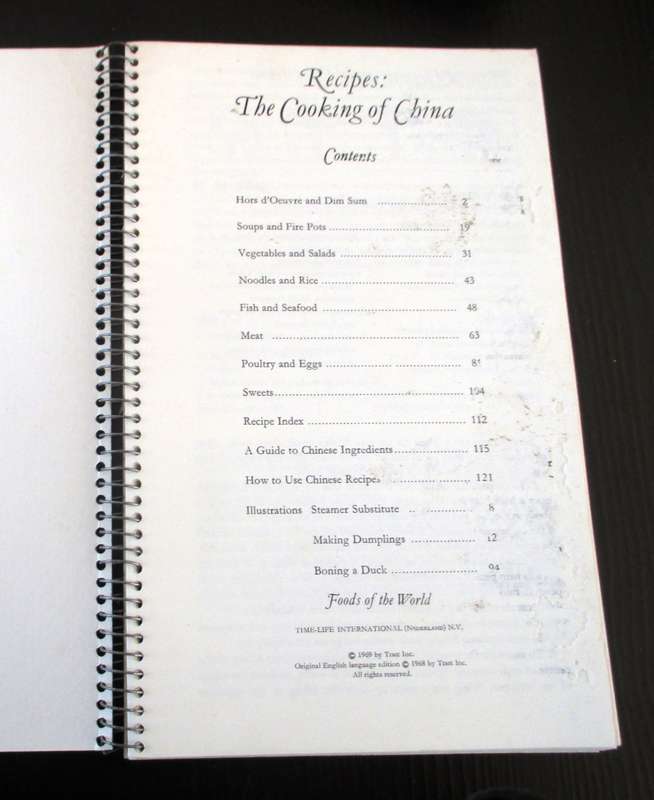 Recipes:
The Cooking of China
Contents
Hors d'Oeuvre and Dim Sum .................... 2
Soups and Fire Pots .................... 19
Vegetables and Salads .................... 31
Noodles and Rice .................... 43
Fish and Seafood .................... 48
Meat .................... 63
Poultry and Eggs ....................
Sweets .................... 104
Recipe Index .................... 112
A Guide to Chinese Ingredients .................... 115
How to Use Chinese Recipes .................... 121
Illustrations Steamer Substitute .................... 8
Making Dumplings .................... 12
Boning a Duck .................... 94
Foods of the World
TIME-LIFE INTERNATIONAL (NEDERLAND) N.V.
© 1969 by Time Inc.
Original English language edition © 1968 by Time Inc.
All rights reserved.